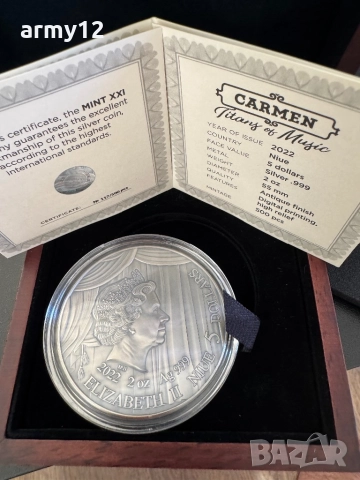 army12
s certificate, the MINT XXI
ny guarantees the excellent
manship of this silver coin,
according to the highest
international standards.
CERTIFICATE:
CARMEN
Titans of Music
YEAR OF ISSUE 2022
COUNTRY Niue
FACE VALUE 5 dollars
METAL Silver .999
WEIGHT 2 oz
DIAMETER 55 mm
QUALITY Antique finish
FEATURES Digital printing,
high relief
MINTAGE 500 pcs
2022 2 oz Ag 999
ELIZABETH II NIUE 5 DOLLARS
BAZAR
bazar.bg